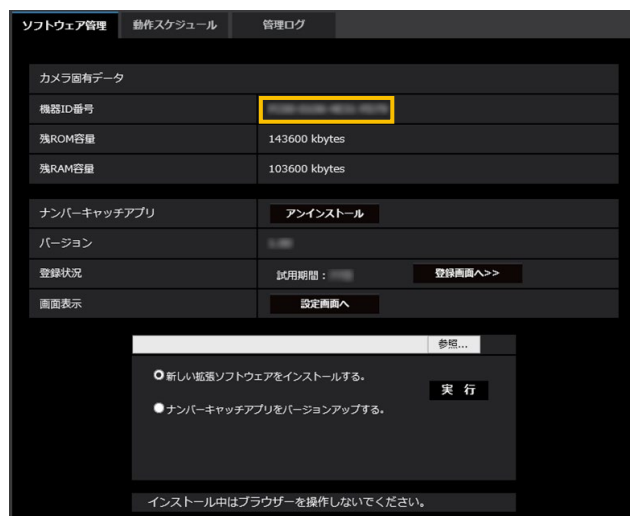 ソフトウェア管理 動作スケジュール 管理ログ
カメラ固有データ
機器ID番号
残ROM容量 143600 kbytes
残RAM容量 103600 kbytes
ナンバーキャッチアプリ アンインストール
バージョン
登録状況 試用期間： 登録画面へ>>
画面表示 設定画面へ
参照...
新しい拡張ソフトウェアをインストールする。
実 行
ナンバーキャッチアプリをバージョンアップする。
インストール中はブラウザーを操作しないでください。